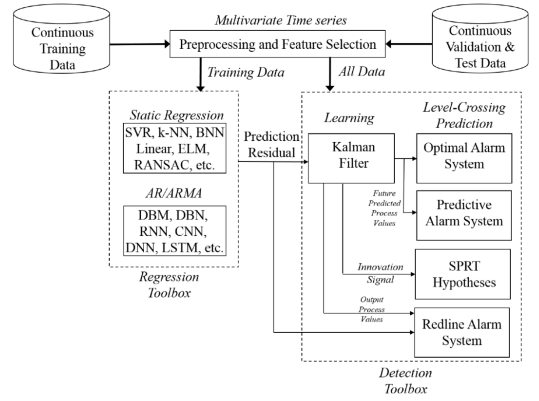 Multivariate Time series
Continuous
Training
Data
Preprocessing and Feature Selection
Continuous
Validation &
Test Data
Training Data
All Data
Static Regression
SVR, k-NN, BNN
Linear, ELM,
RANSAC, etc.
AR/ARMA
DBM, DBN,
RNN, CNN,
DNN, LSTM, etc.
Regression
Toolbox
Prediction
Residual
Learning
Kalman
Filter
Level-Crossing
Prediction
Optimal Alarm
System
Future
Predicted
Process
Values
Predictive
Alarm System
Innovation
Signal
SPRT
Hypotheses
Output
Process
Values
Redline Alarm
System
Detection
Toolbox